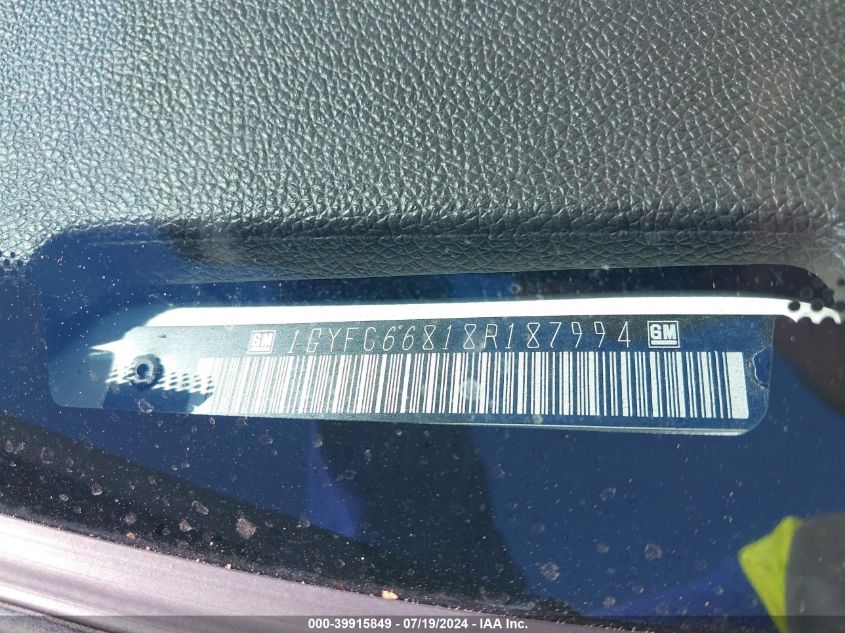 GM 1GYFC66818R187994 GM
000-39915849 - 07/19/2024 - IAA Inc.